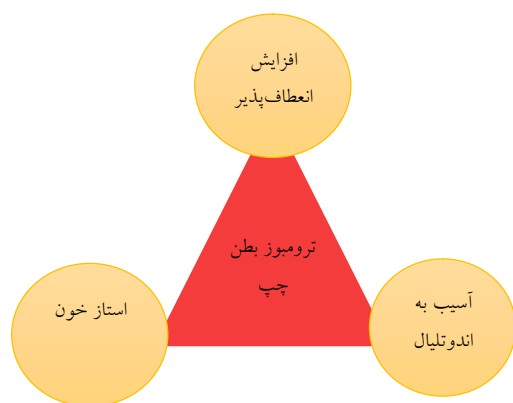 افزایش
انعطاف‌پذیر
ترومبوز بطن
چپ
استاز خون
آسیب به
اندوتلیال